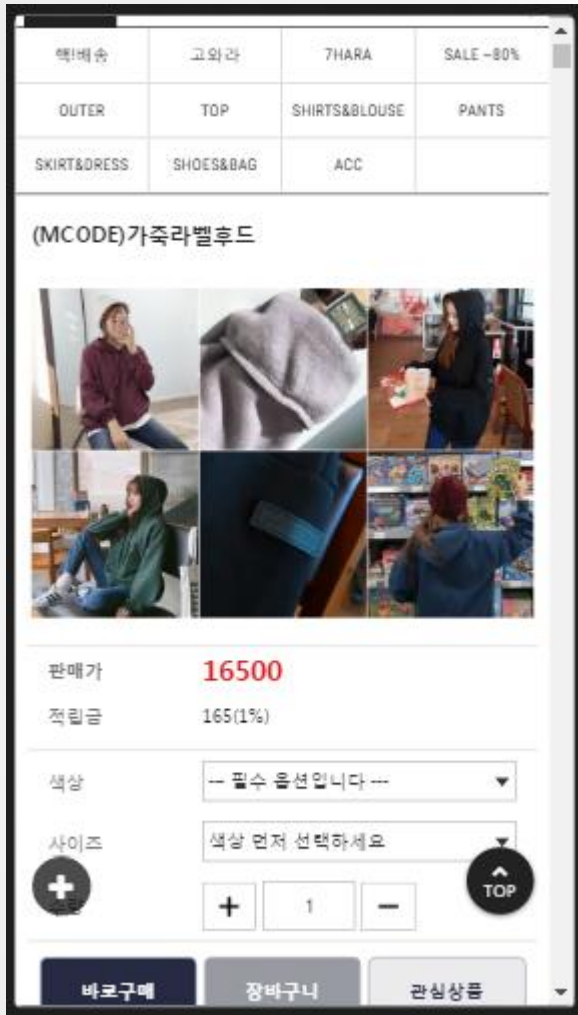 핵!배송 고와라 7HARA SALE ~80%
OUTER TOP SHIRTS&BLOUSE PANTS
SKIRT&DRESS SHOES&BAG ACC
(MCODE)가죽라벨후드
판매가 16500
적립금 165(1%)
색상 --- 필수 옵션입니다 ---
사이즈 색상 먼저 선택하세요
TOP
+ 1 −
바로구매 장바구니 관심상품